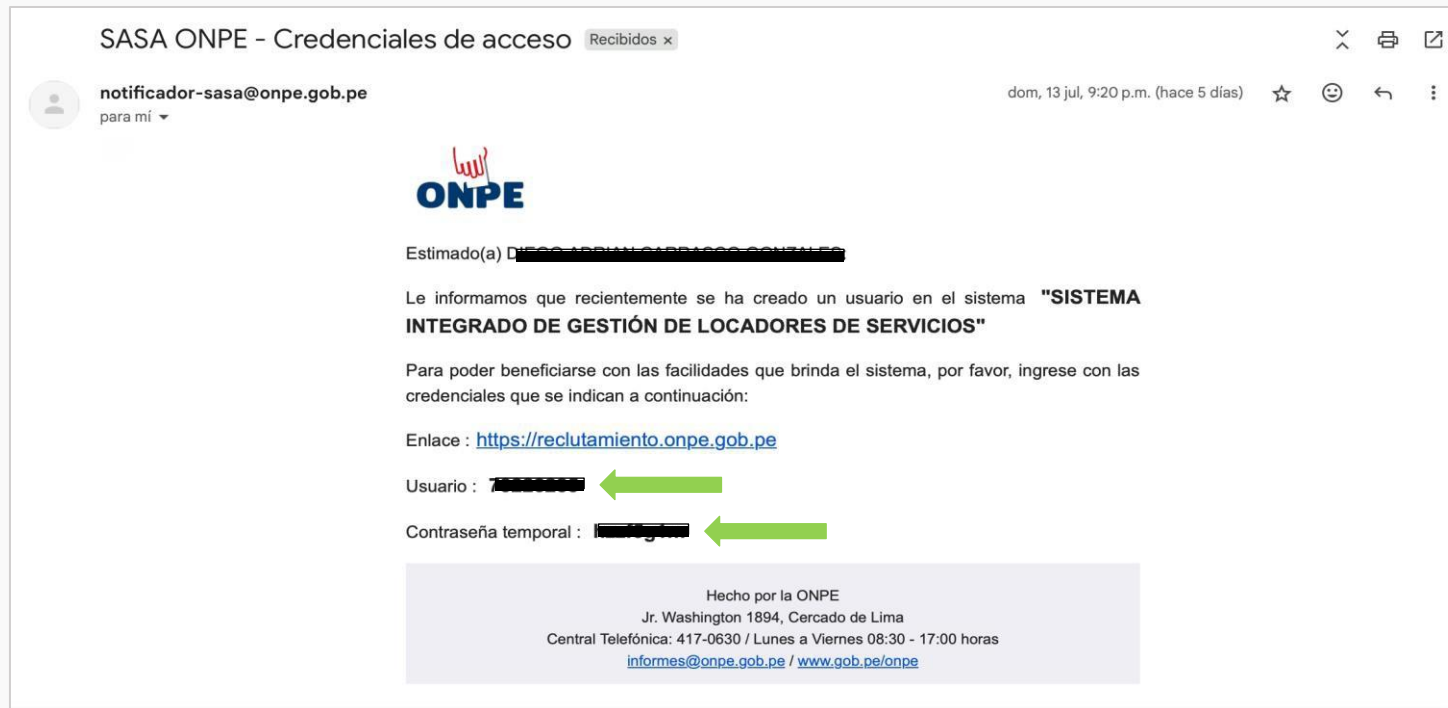 SASA ONPE - Credenciales de acceso Recibidos x
notificador-sasa@onpe.gob.pe
dom, 13 jul, 9:20 p.m. (hace 5 días)
para mí
ONPE
Estimado(a)
Le informamos que recientemente se ha creado un usuario en el sistema "SISTEMA
INTEGRADO DE GESTIÓN DE LOCADORES DE SERVICIOS"
Para poder beneficiarse con las facilidades que brinda el sistema, por favor, ingrese con las
credenciales que se indican a continuación:
Enlace : https://reclutamiento.onpe.gob.pe
Usuario :
Contraseña temporal :
Hecho por la ONPE
Jr. Washington 1894, Cercado de Lima
Central Telefónica: 417-0630 / Lunes a Viernes 08:30 - 17:00 horas
informes@onpe.gob.pe / www.gob.pe/onpe